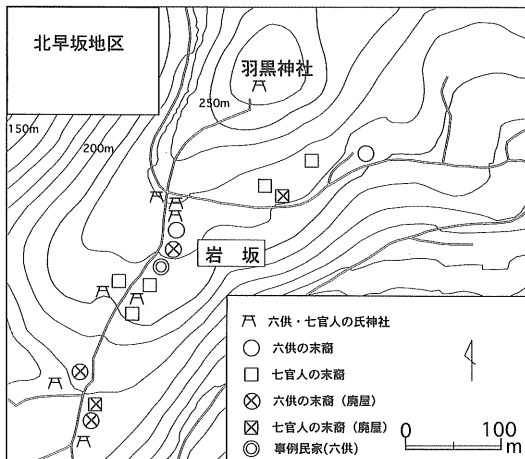 北早坂地区
羽黒神社
250m
150m
200m
岩 坂
六供・七官人の氏神社
六供の末裔
七官人の末裔
六供の末裔（廃屋）
七官人の末裔（廃屋）
事例民家(六供)
0 100
m